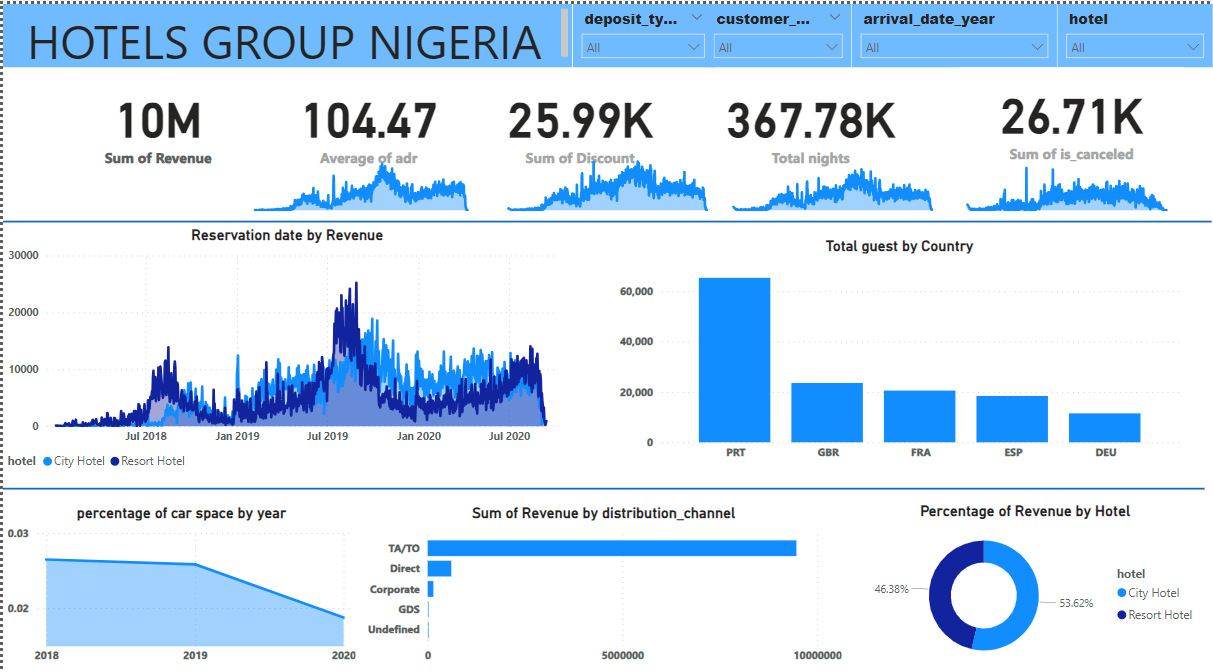 HOTELS GROUP NIGERIA
deposit_ty... customer_... arrival_date_year hotel
All All All All
10M 104.47 25.99K 367.78K 26.71K
Sum of Revenue Average of adr Sum of Discount Total nights Sum of is_canceled
Reservation date by Revenue
30000
20000
10000
0
Jul 2018 Jan 2019 Jul 2019 Jan 2020 Jul 2020
hotel City Hotel Resort Hotel
Total guest by Country
60,000
40,000
20,000
0
PRT GBR FRA ESP DEU
percentage of car space by year
0.03
0.02
2018 2019 2020
Sum of Revenue by distribution_channel
TA/TO
Direct
Corporate
GDS
Undefined
0 5000000 10000000
Percentage of Revenue by Hotel
46.38%
53.62%
hotel
City Hotel
Resort Hotel